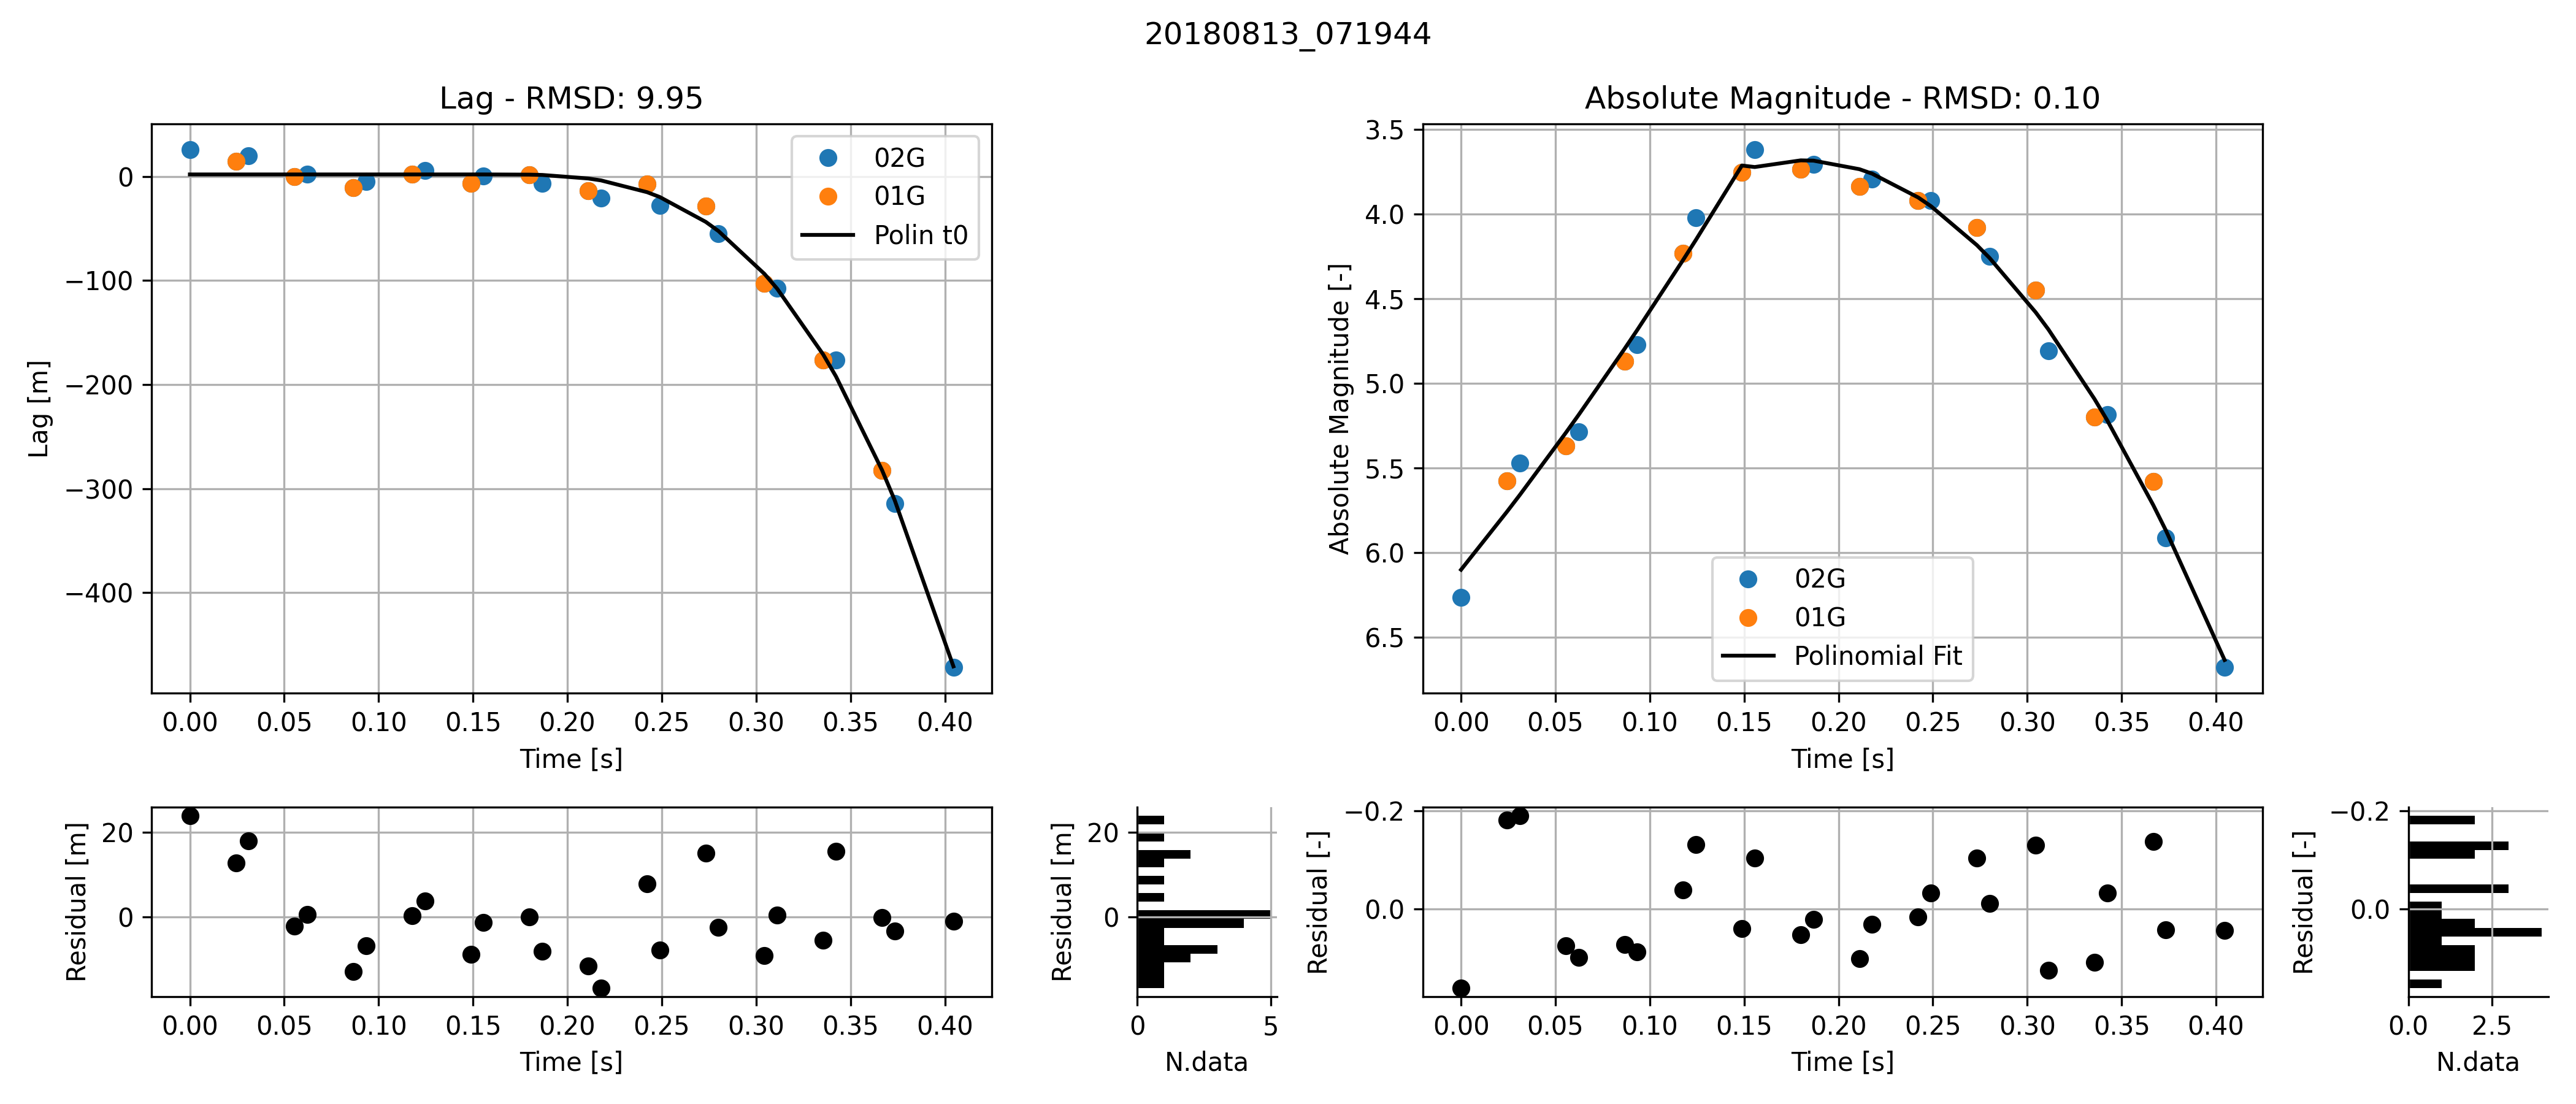 20180813_071944
Lag - RMSD: 9.95
0
−100
−200
−300
−400
Lag [m]
02G
01G
Polin t0
0.00 0.05 0.10 0.15 0.20 0.25 0.30 0.35 0.40
Time [s]
Absolute Magnitude - RMSD: 0.10
3.5
4.0
4.5
5.0
5.5
6.0
6.5
Absolute Magnitude [-]
02G
01G
Polinomial Fit
0.00 0.05 0.10 0.15 0.20 0.25 0.30 0.35 0.40
Time [s]
20
0
Residual [m]
0.00 0.05 0.10 0.15 0.20 0.25 0.30 0.35 0.40
Time [s]
20
0
Residual [m]
0 5
N.data
−0.2
0.0
Residual [-]
0.00 0.05 0.10 0.15 0.20 0.25 0.30 0.35 0.40
Time [s]
−0.2
0.0
Residual [-]
0.0 2.5
N.data